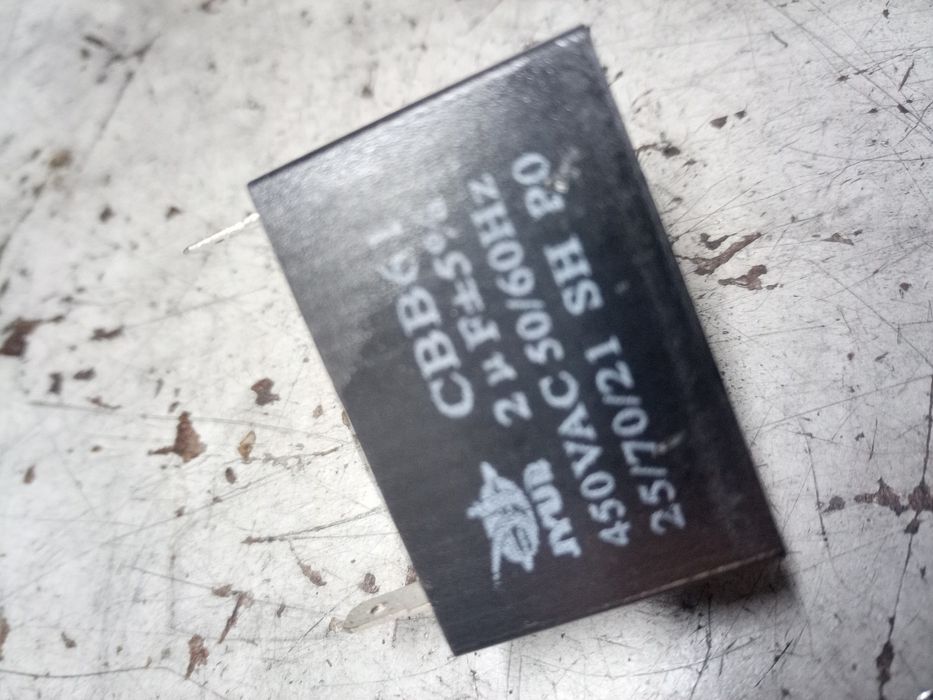 CBB61
2µF±5%
450VAC 50/60HZ
25/70/21 SH P0